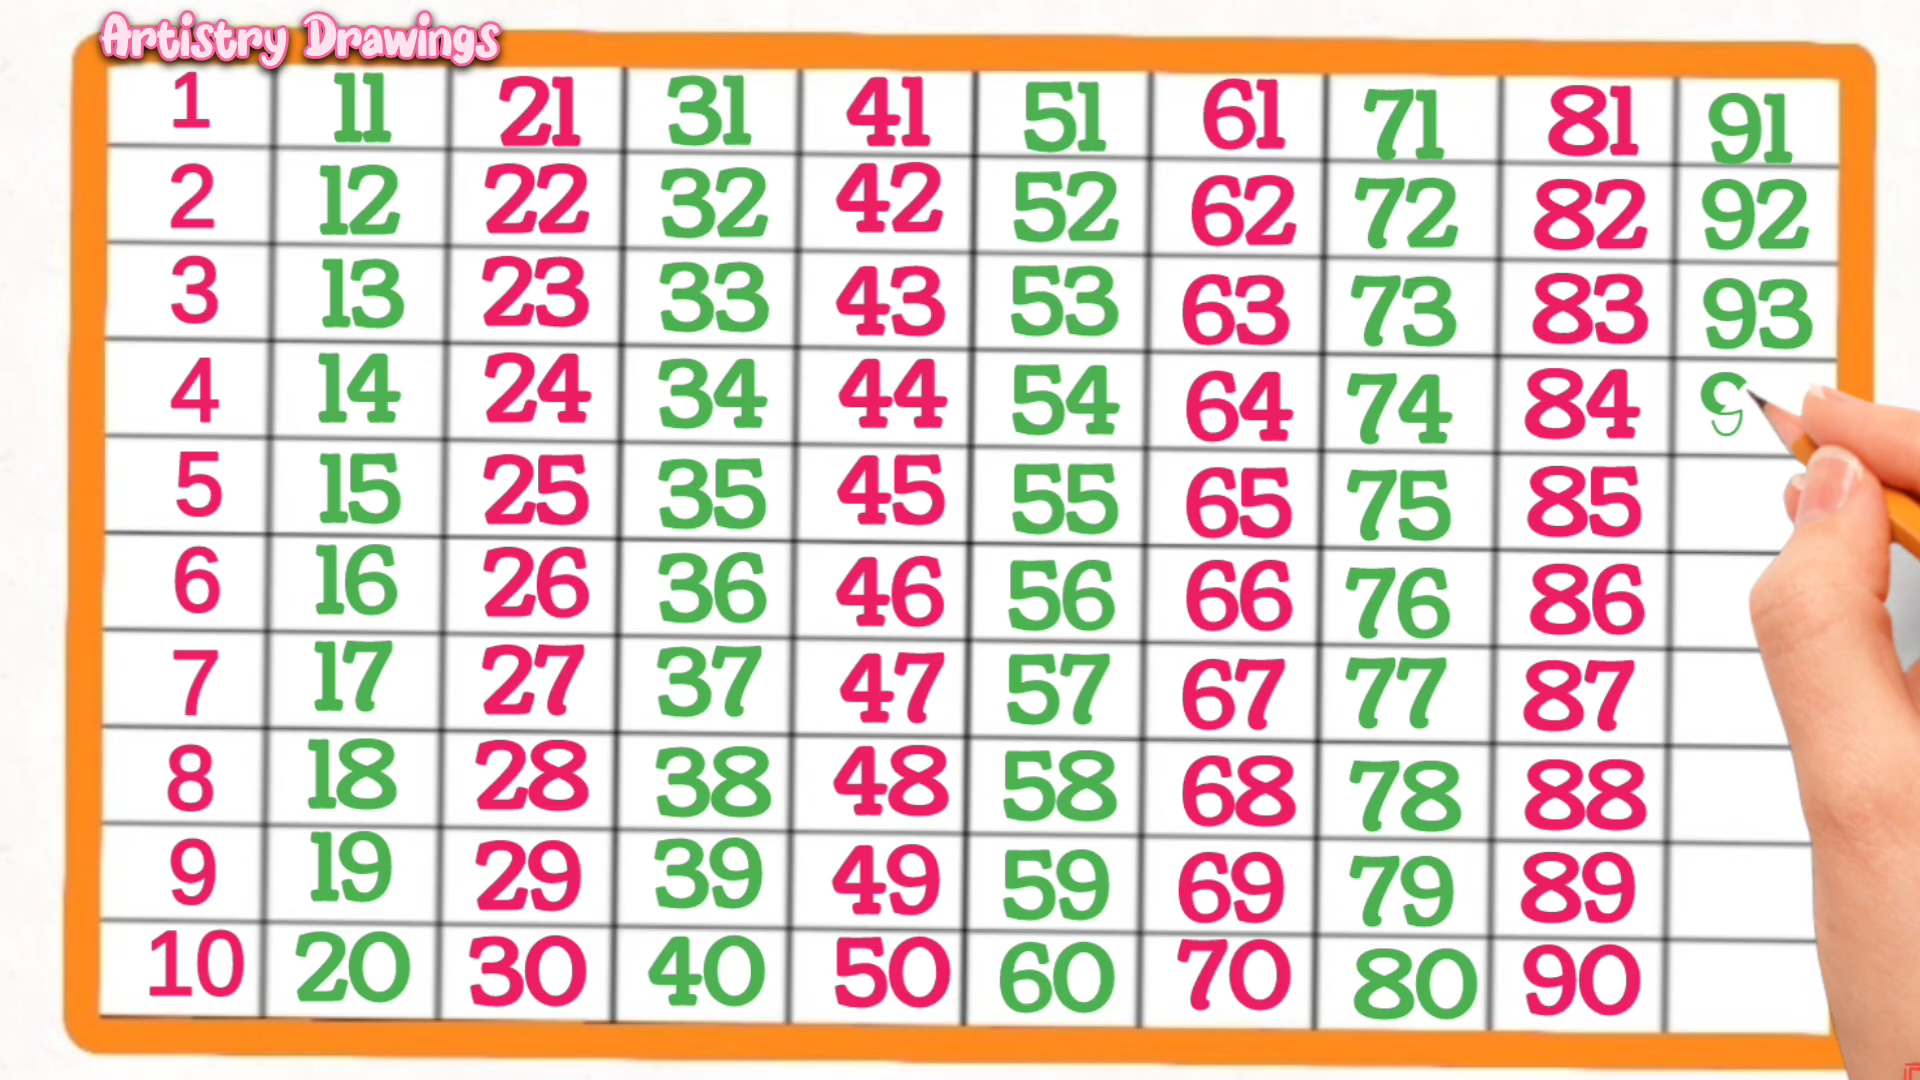 Artistry Drawings
1 11 21 31 41 51 61 71 81 91
2 12 22 32 42 52 62 72 82 92
3 13 23 33 43 53 63 73 83 93
4 14 24 34 44 54 64 74 84 9
5 15 25 35 45 55 65 75 85
6 16 26 36 46 56 66 76 86
7 17 27 37 47 57 67 77 87
8 18 28 38 48 58 68 78 88
9 19 29 39 49 59 69 79 89
10 20 30 40 50 60 70 80 90